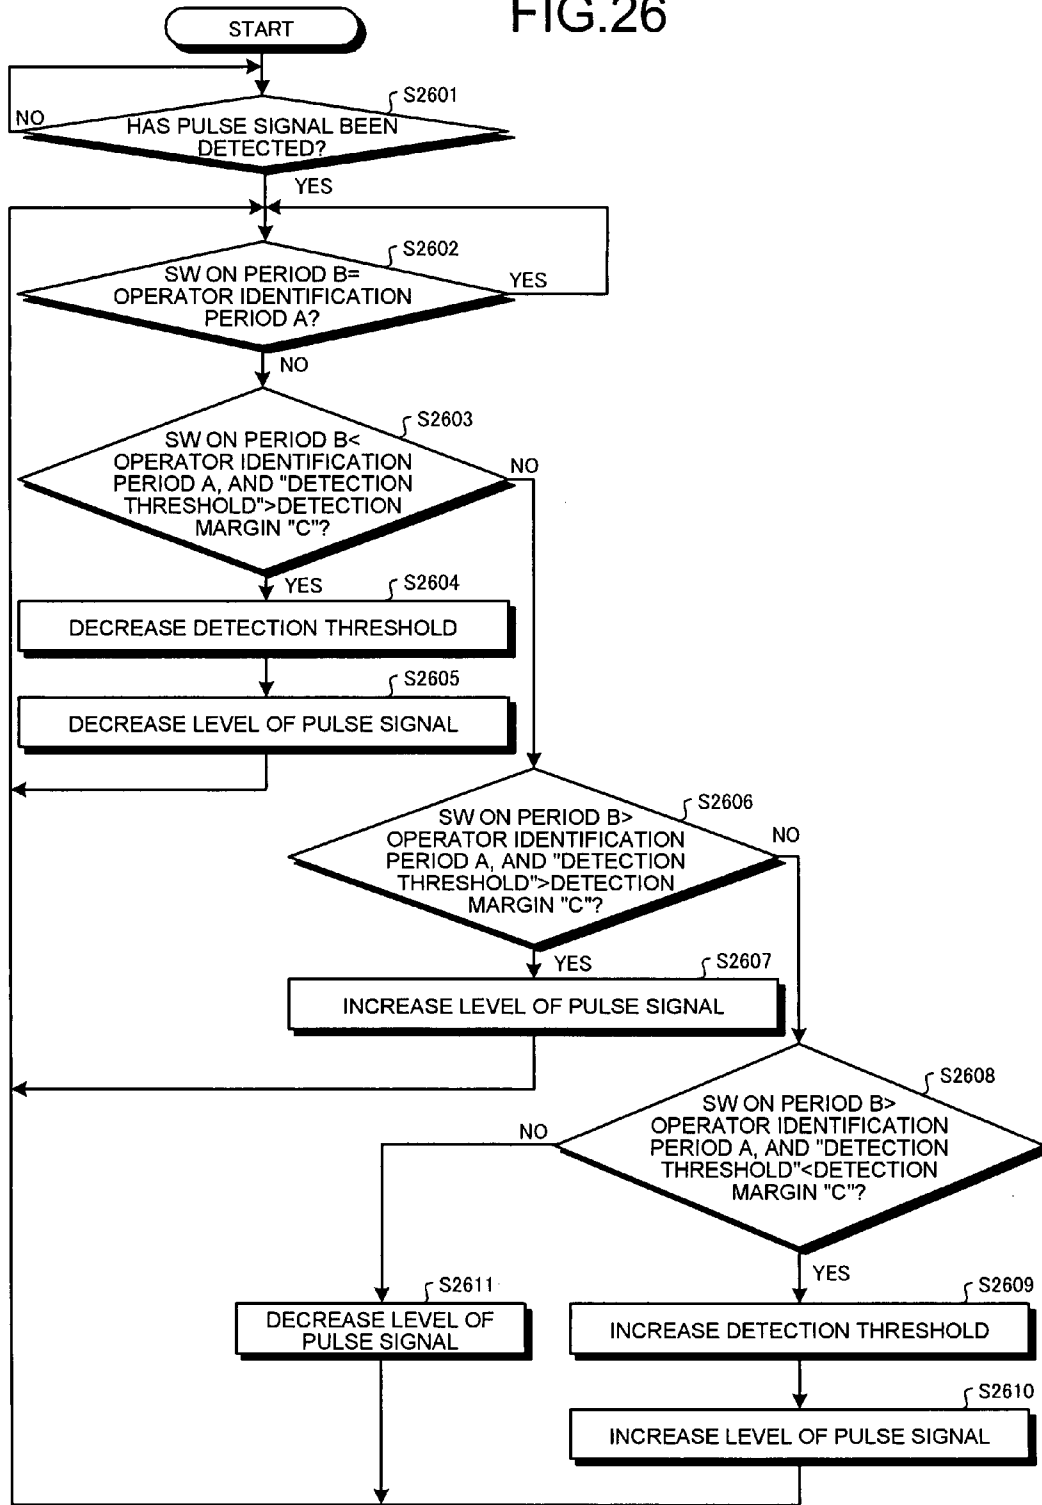 FIG.26
START
S2601
NO
HAS PULSE SIGNAL BEEN
DETECTED?
YES
S2602
SW ON PERIOD B=
OPERATOR IDENTIFICATION
PERIOD A?
YES
NO
S2603
SW ON PERIOD B<
OPERATOR IDENTIFICATION
PERIOD A, AND "DETECTION
THRESHOLD">DETECTION
MARGIN "C"?
NO
YES
S2604
DECREASE DETECTION THRESHOLD
S2605
DECREASE LEVEL OF PULSE SIGNAL
S2606
SW ON PERIOD B>
OPERATOR IDENTIFICATION
PERIOD A, AND "DETECTION
THRESHOLD">DETECTION
MARGIN "C"?
NO
YES
S2607
INCREASE LEVEL OF PULSE SIGNAL
S2608
SW ON PERIOD B>
OPERATOR IDENTIFICATION
PERIOD A, AND "DETECTION
THRESHOLD"<DETECTION
MARGIN "C"?
NO
YES
S2611
DECREASE LEVEL OF
PULSE SIGNAL
S2609
INCREASE DETECTION THRESHOLD
S2610
INCREASE LEVEL OF PULSE SIGNAL